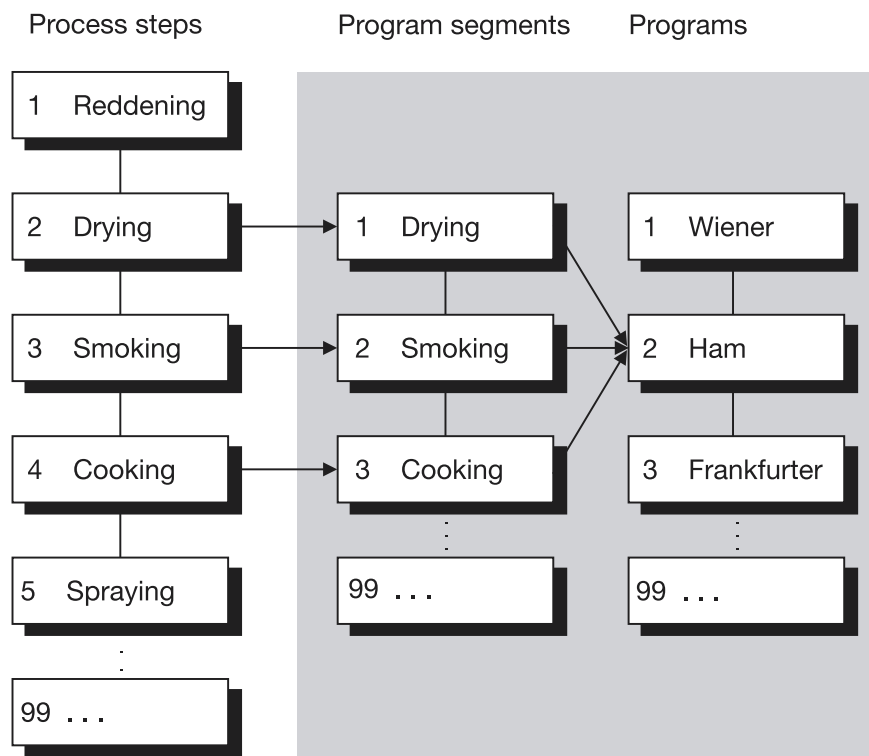 Process steps Program segments Programs
1 Reddening
2 Drying 1 Drying 1 Wiener
3 Smoking 2 Smoking 2 Ham
4 Cooking 3 Cooking 3 Frankfurter
5 Spraying 99 ... 99 ...
99 ...